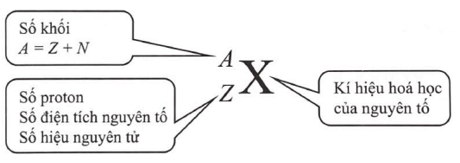 Số khối
A = Z + N
A
Z
X
Số proton
Số điện tích nguyên tố
Số hiệu nguyên tử
Kí hiệu hoá học
của nguyên tố